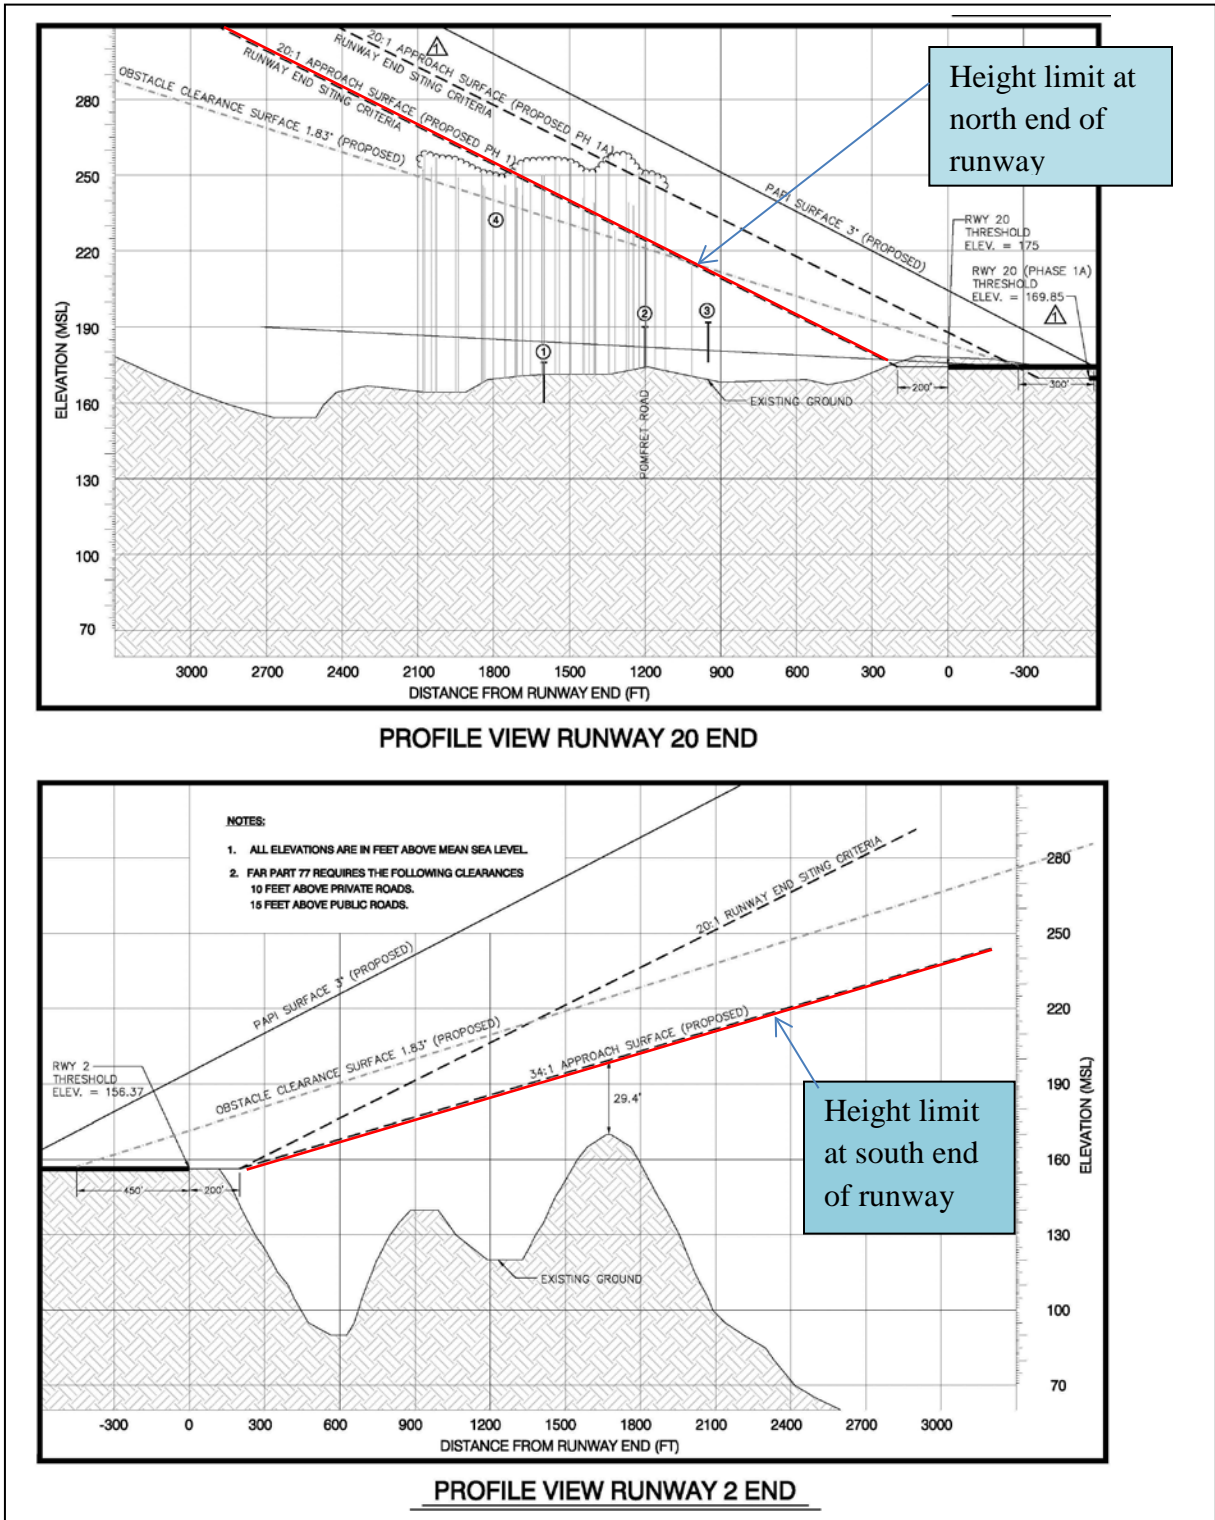 20:1 APPROACH SURFACE (PROPOSED PH 1A)
RUNWAY END SITING CRITERIA
1
20:1 APPROACH SURFACE (PROPOSED PH 1)
RUNWAY END SITING CRITERIA
OBSTACLE CLEARANCE SURFACE 1.83° (PROPOSED)
PAPI SURFACE 3° (PROPOSED)
Height limit at
north end of
runway
RWY 20
THRESHOLD
ELEV. = 175
RWY 20 (PHASE 1A)
THRESHOLD
ELEV. = 169.85
1
4
3
2
1
200'
300'
EXISTING GROUND
POMFRET ROAD
ELEVATION (MSL)
280
250
220
190
160
130
100
70
3000 2700 2400 2100 1800 1500 1200 900 600 300 0 -300
DISTANCE FROM RUNWAY END (FT)
PROFILE VIEW RUNWAY 20 END
NOTES:
1. ALL ELEVATIONS ARE IN FEET ABOVE MEAN SEA LEVEL.
2. FAR PART 77 REQUIRES THE FOLLOWING CLEARANCES
10 FEET ABOVE PRIVATE ROADS.
15 FEET ABOVE PUBLIC ROADS.
PAPI SURFACE 3° (PROPOSED)
20:1 RUNWAY END SITING CRITERIA
OBSTACLE CLEARANCE SURFACE 1.83° (PROPOSED)
34:1 APPROACH SURFACE (PROPOSED)
RWY 2
THRESHOLD
ELEV. = 156.37
29.4'
Height limit
at south end
of runway
450'
200'
EXISTING GROUND
280
250
220
190
160
130
100
70
ELEVATION (MSL)
-300 0 300 600 900 1200 1500 1800 2100 2400 2700 3000
DISTANCE FROM RUNWAY END (FT)
PROFILE VIEW RUNWAY 2 END